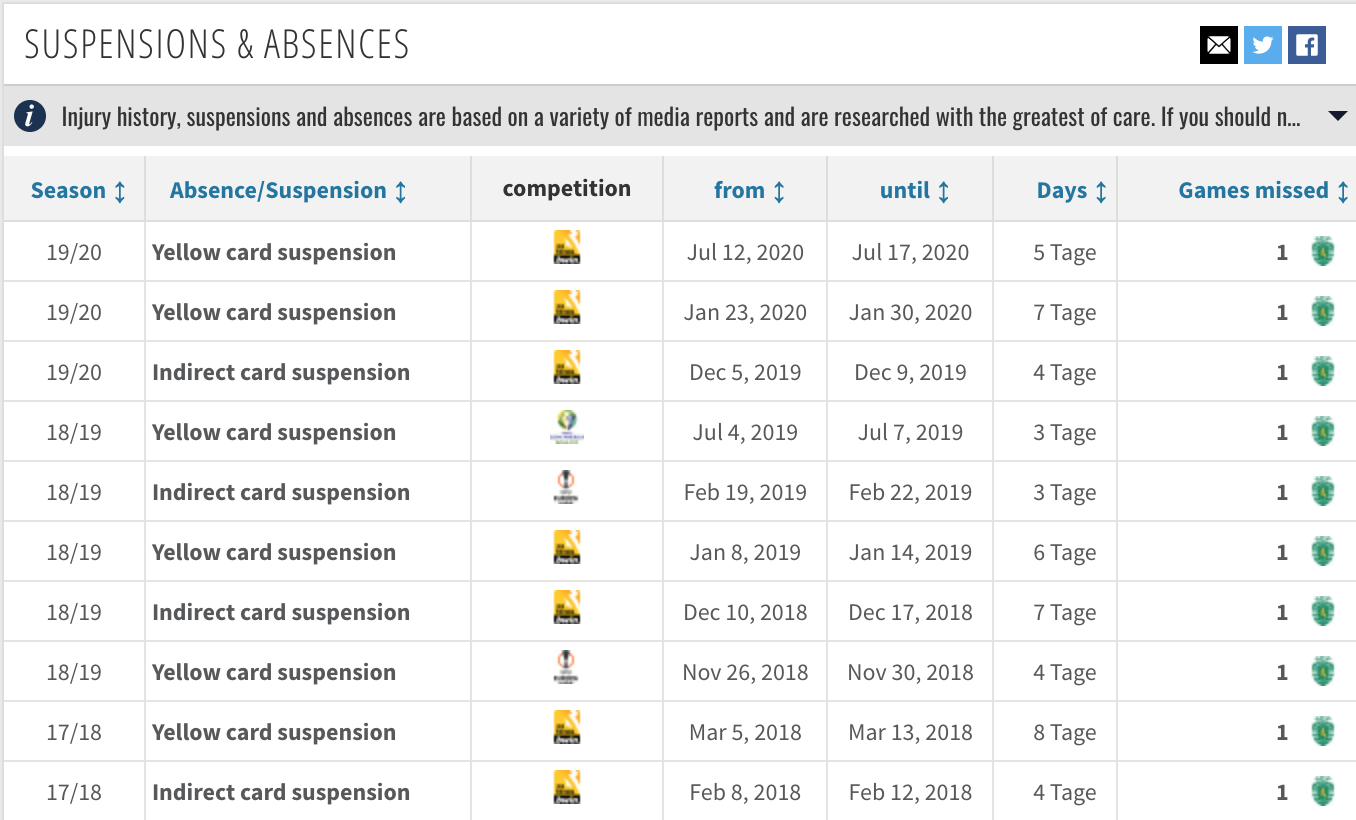 SUSPENSIONS & ABSENCES
Injury history, suspensions and absences are based on a variety of media reports and are researched with the greatest of care. If you should n...
Season Absence/Suspension competition from until Days Games missed
19/20 Yellow card suspension Jul 12, 2020 Jul 17, 2020 5 Tage 1
19/20 Yellow card suspension Jan 23, 2020 Jan 30, 2020 7 Tage 1
19/20 Indirect card suspension Dec 5, 2019 Dec 9, 2019 4 Tage 1
18/19 Yellow card suspension Jul 4, 2019 Jul 7, 2019 3 Tage 1
18/19 Indirect card suspension Feb 19, 2019 Feb 22, 2019 3 Tage 1
18/19 Yellow card suspension Jan 8, 2019 Jan 14, 2019 6 Tage 1
18/19 Indirect card suspension Dec 10, 2018 Dec 17, 2018 7 Tage 1
18/19 Yellow card suspension Nov 26, 2018 Nov 30, 2018 4 Tage 1
17/18 Yellow card suspension Mar 5, 2018 Mar 13, 2018 8 Tage 1
17/18 Indirect card suspension Feb 8, 2018 Feb 12, 2018 4 Tage 1